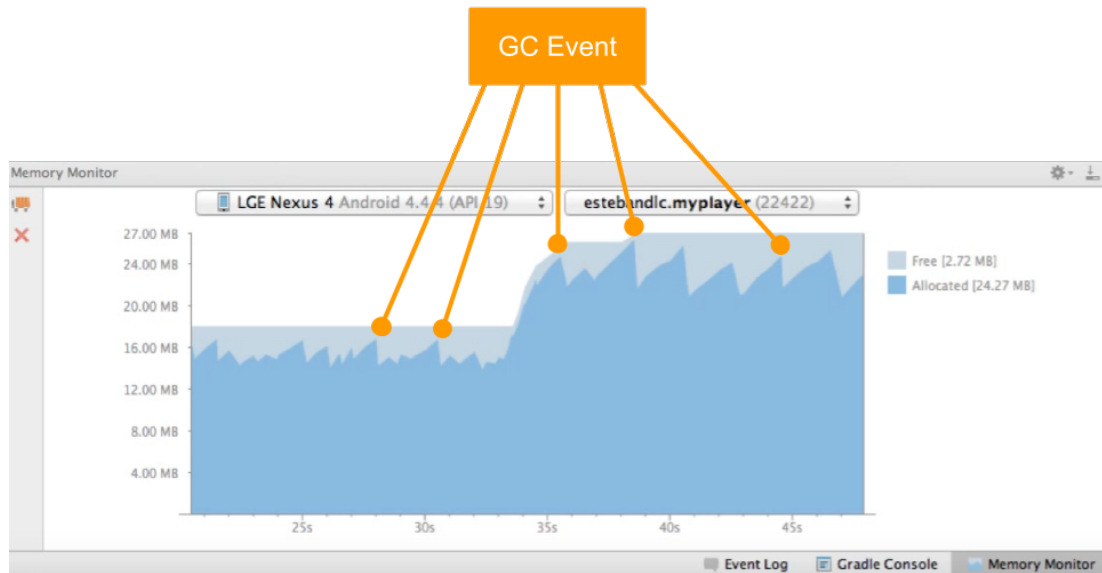 GC Event
Memory Monitor
LGE Nexus 4 Android 4.4.4 (API 19)
estebandlc.myplayer (22422)
27.00 MB
24.00 MB
20.00 MB
16.00 MB
12.00 MB
8.00 MB
4.00 MB
Free [2.72 MB]
Allocated [24.27 MB]
25s 30s 35s 40s 45s
Event Log Gradle Console Memory Monitor